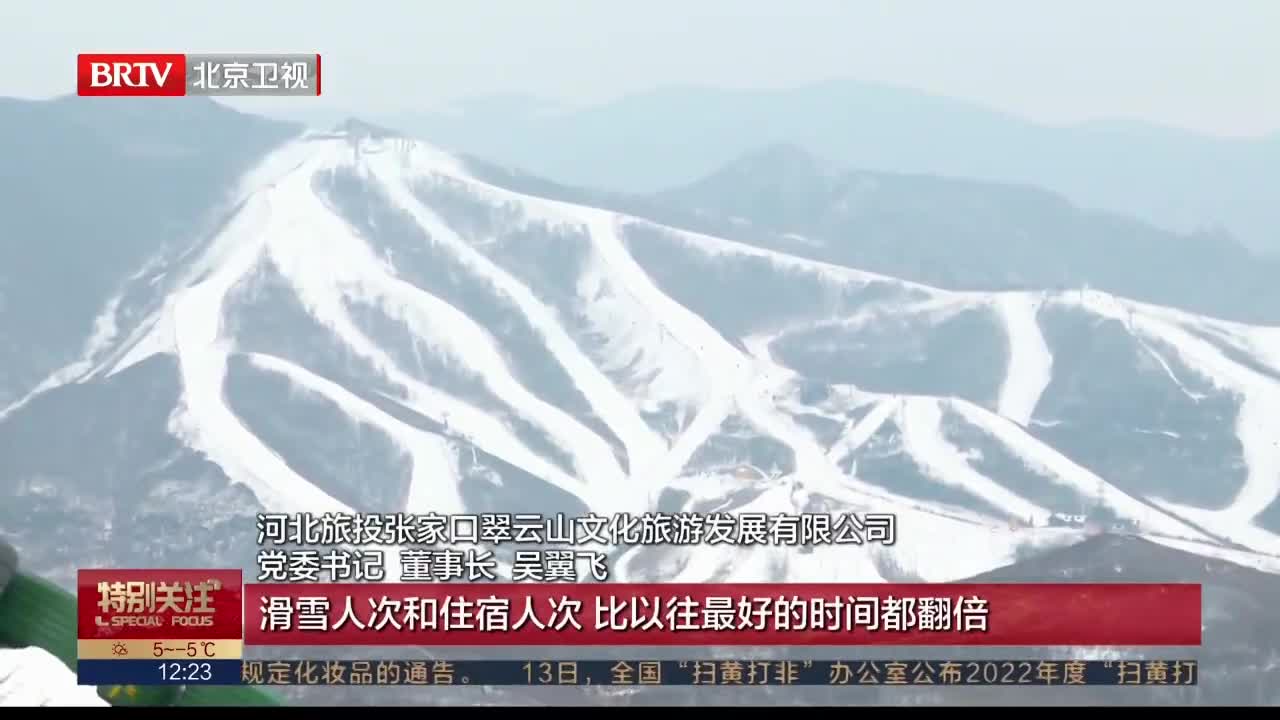 BRTV 北京卫视
河北旅投张家口翠云山文化旅游发展有限公司
党委书记 董事长 吴翼飞
特别关注
SPECIAL FOCUS
滑雪人次和住宿人次 比以往最好的时间都翻倍
5~-5℃
12:23
规定化妆品的通告。 13日，全国“扫黄打非”办公室公布2022年度“扫黄打